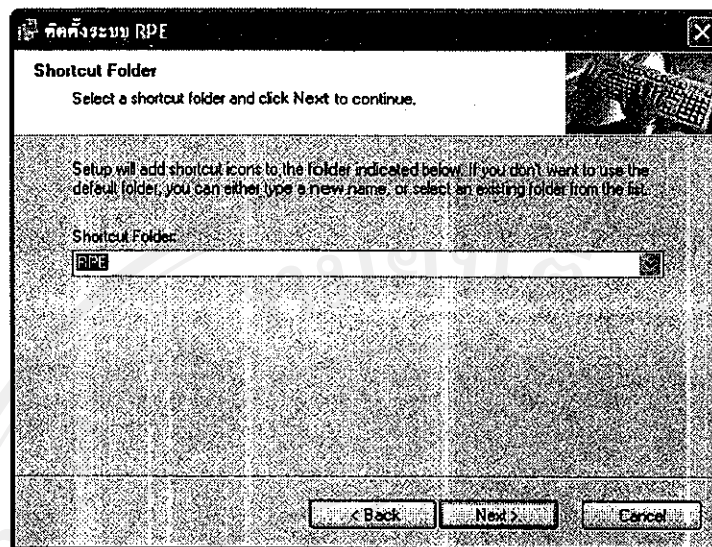 ติดตั้งระบบ RPE
Shortcut Folder
Select a shortcut folder and click Next to continue.
Setup will add shortcut icons to the folder indicated below. If you don't want to use the
default folder, you can either type a new name, or select an existing folder from the list.
Shortcut Folder:
RPE
< Back
Next >
Cancel